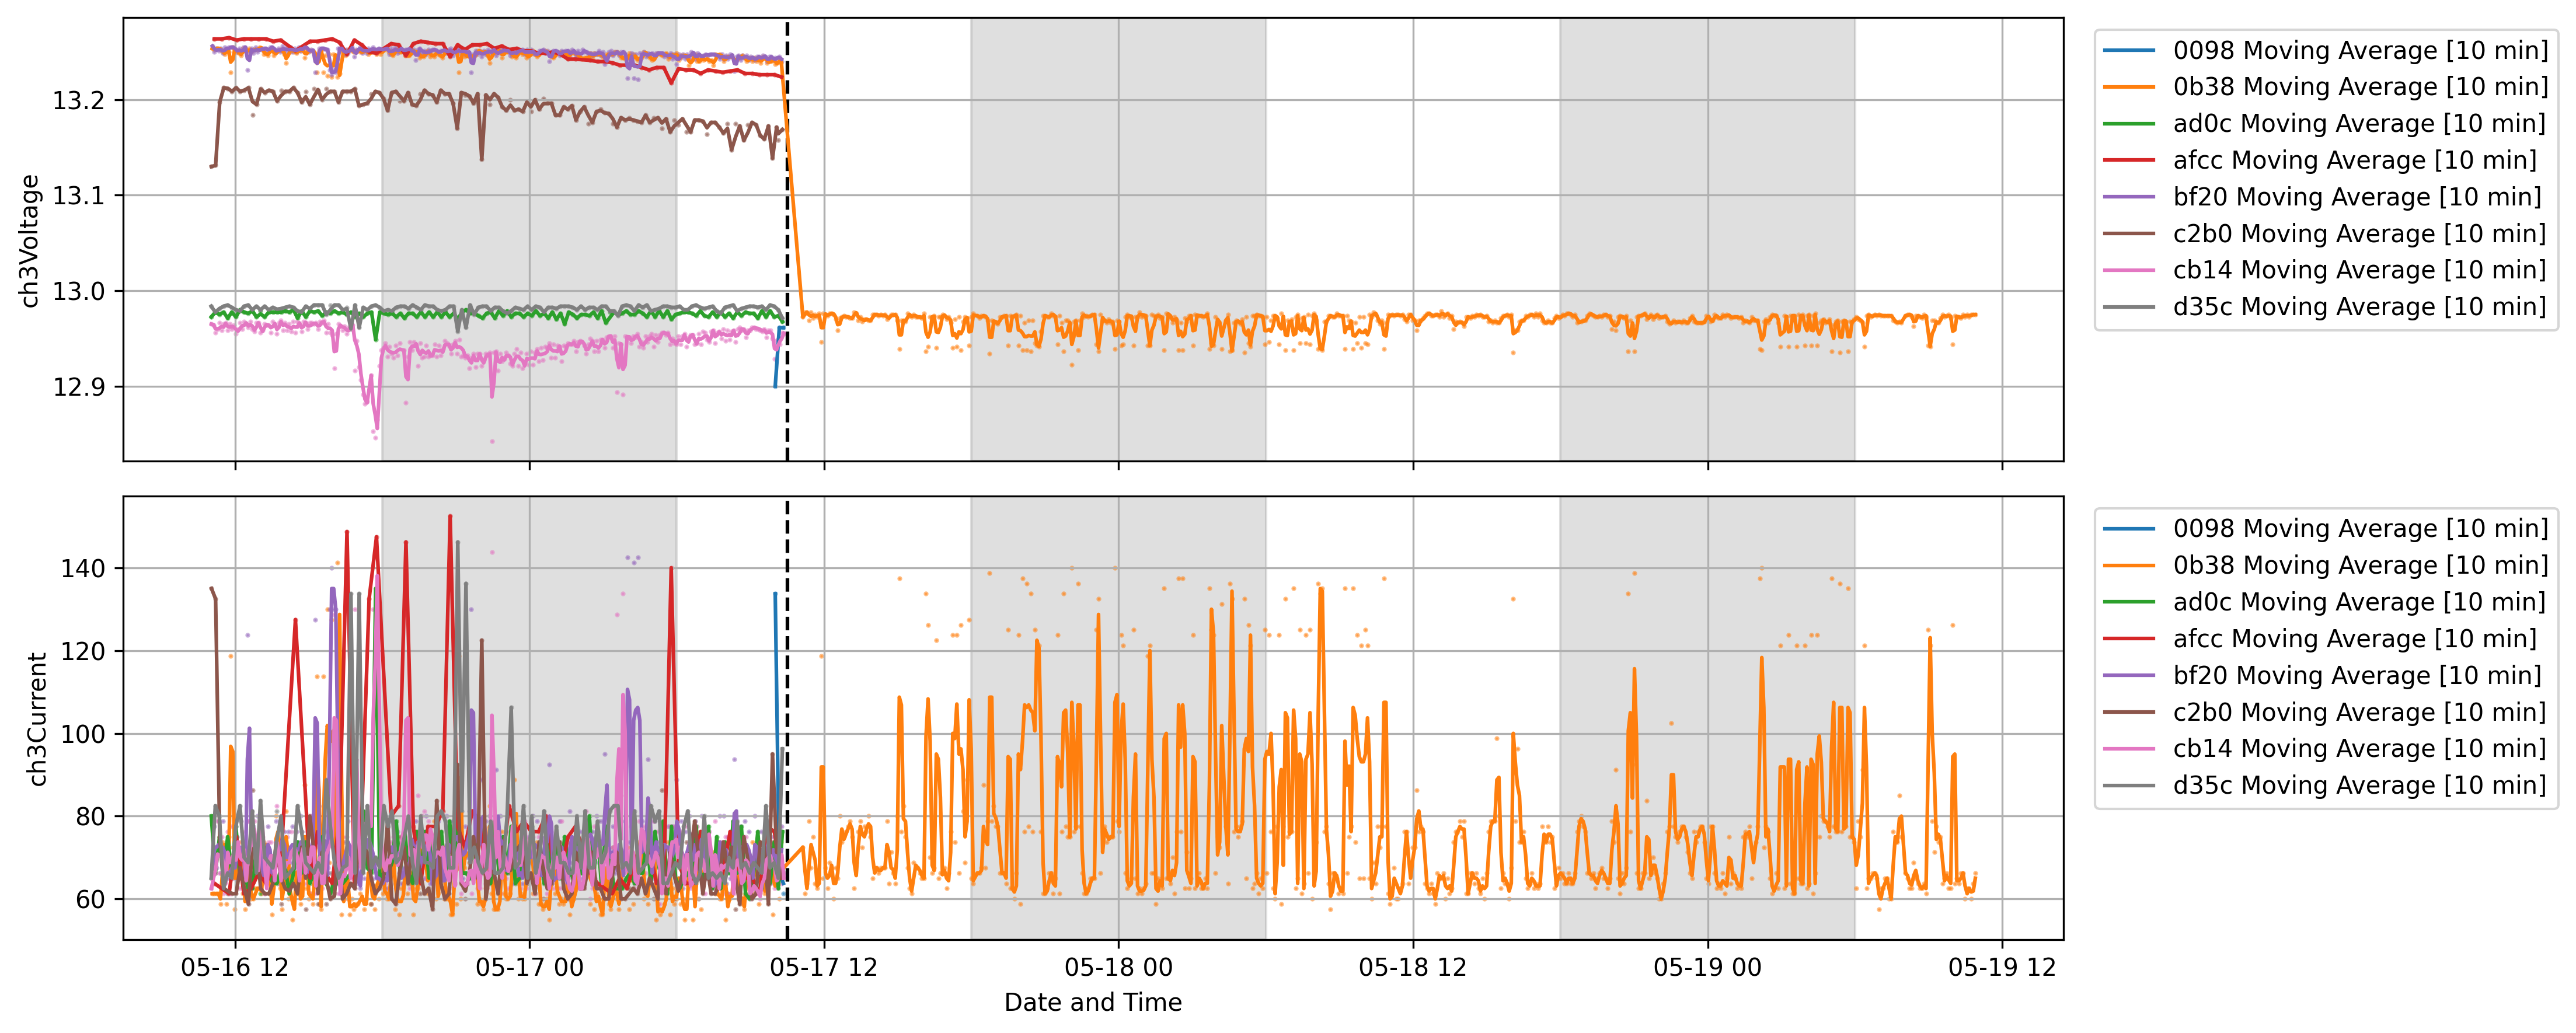 13.2
13.1
13.0
12.9
ch3Voltage
0098 Moving Average [10 min]
0b38 Moving Average [10 min]
ad0c Moving Average [10 min]
afcc Moving Average [10 min]
bf20 Moving Average [10 min]
c2b0 Moving Average [10 min]
cb14 Moving Average [10 min]
d35c Moving Average [10 min]
140
120
100
80
60
ch3Current
0098 Moving Average [10 min]
0b38 Moving Average [10 min]
ad0c Moving Average [10 min]
afcc Moving Average [10 min]
bf20 Moving Average [10 min]
c2b0 Moving Average [10 min]
cb14 Moving Average [10 min]
d35c Moving Average [10 min]
05-16 12 05-17 00 05-17 12 05-18 00 05-18 12 05-19 00 05-19 12
Date and Time